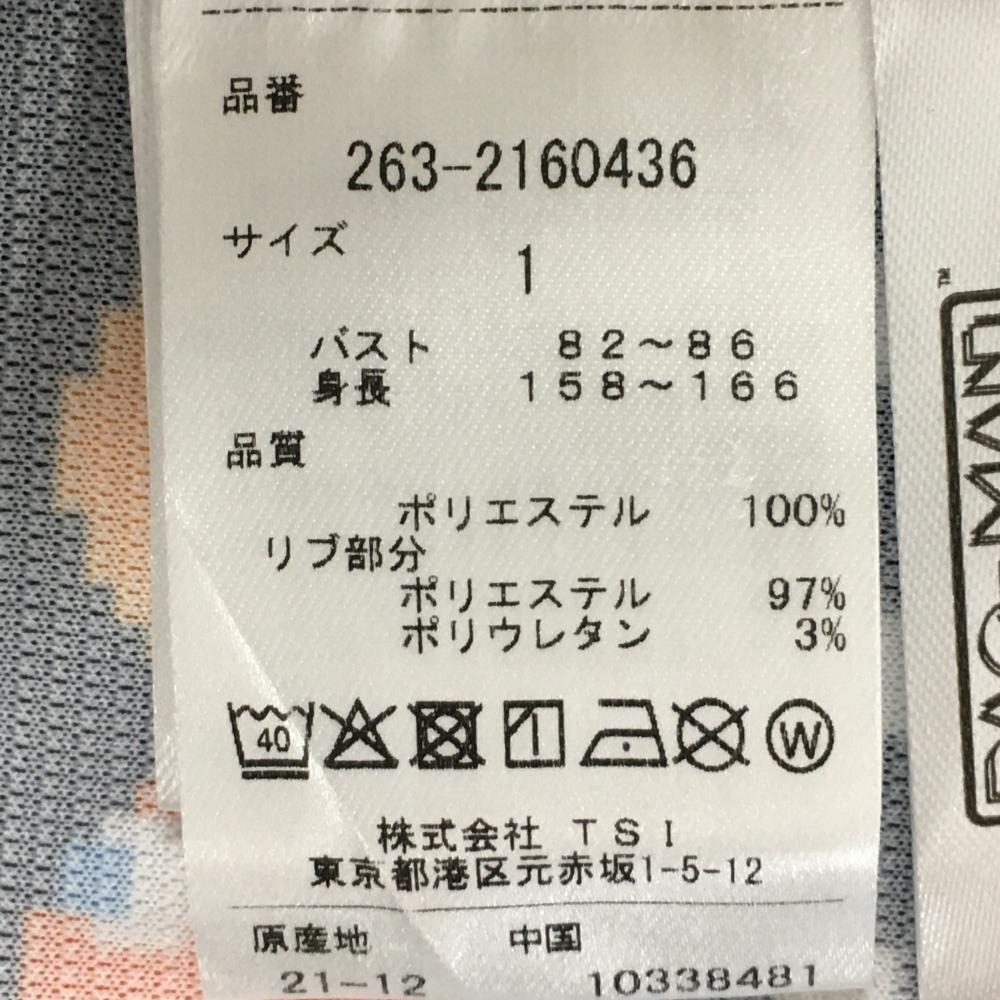 品番
263-2160436
サイズ
1
バスト 82~86
身長 158~166
品質
ポリエステル 100%
リブ部分
ポリエステル 97%
ポリウレタン 3%
40
W
株式会社 TSI
東京都港区元赤坂1-5-12
原産地 中国
21-12 10338481
PAC-MAN
TM